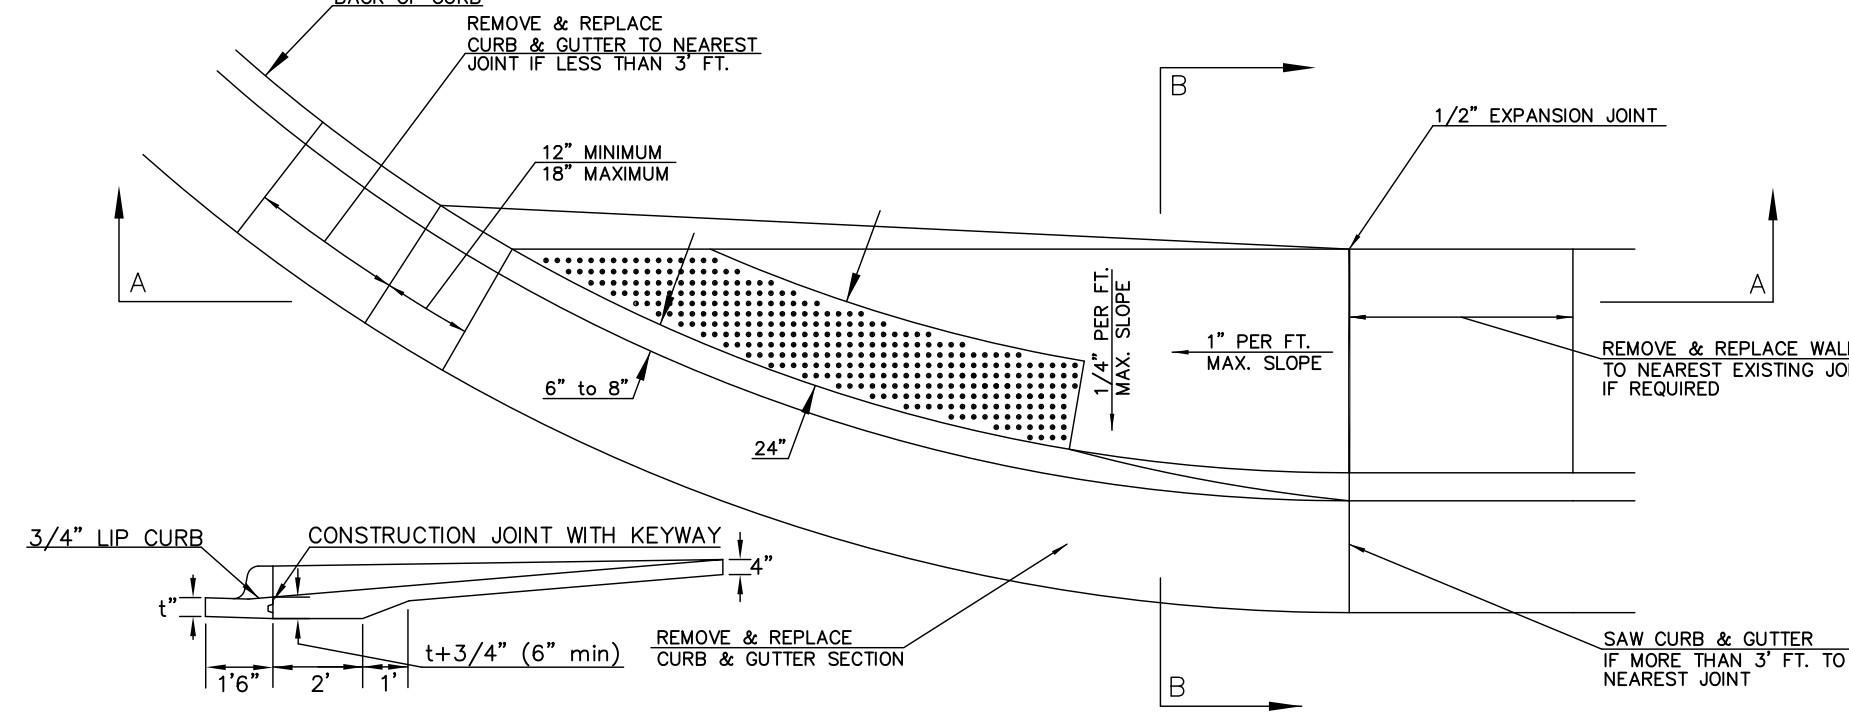 BACK OF CURB
REMOVE & REPLACE
CURB & GUTTER TO NEAREST
JOINT IF LESS THAN 3' FT.
B
1/2" EXPANSION JOINT
12" MINIMUM
18" MAXIMUM
A
A
1/4" PER FT.
MAX. SLOPE
1" PER FT.
MAX. SLOPE
REMOVE & REPLACE WAL
TO NEAREST EXISTING JO
IF REQUIRED
6" to 8"
24"
3/4" LIP CURB
CONSTRUCTION JOINT WITH KEYWAY
4"
t"
t+3/4" (6" min)
1'6"
2'
1'
REMOVE & REPLACE
CURB & GUTTER SECTION
SAW CURB & GUTTER
IF MORE THAN 3' FT. TO
NEAREST JOINT
B